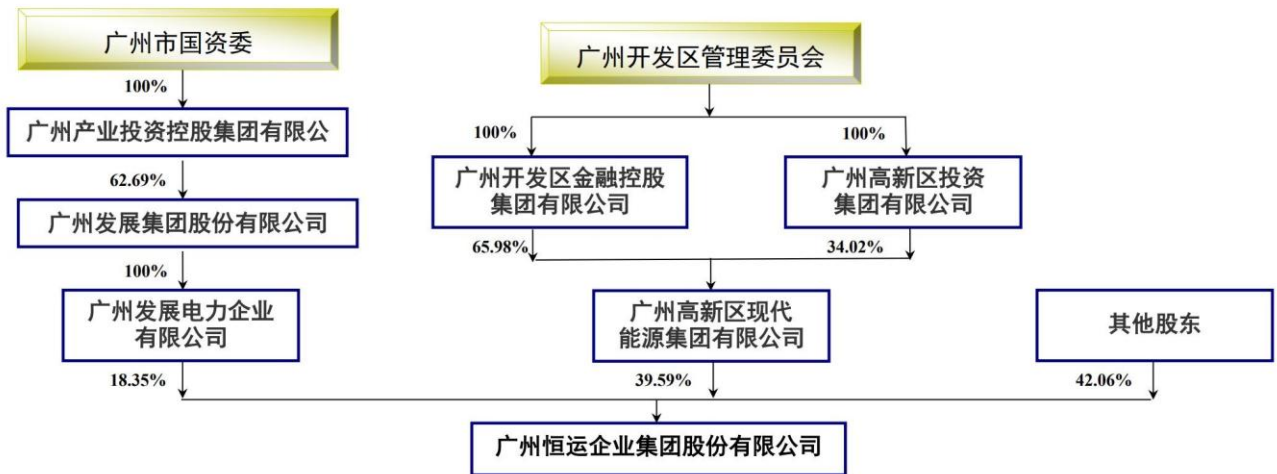 广州市国资委
广州开发区管理委员会
100%
广州产业投资控股集团有限公
100%
100%
62.69%
广州开发区金融控股
集团有限公司
广州高新区投资
集团有限公司
广州发展集团股份有限公司
65.98%
34.02%
100%
广州发展电力企业
有限公司
广州高新区现代
能源集团有限公司
其他股东
18.35%
39.59%
42.06%
广州恒运企业集团股份有限公司